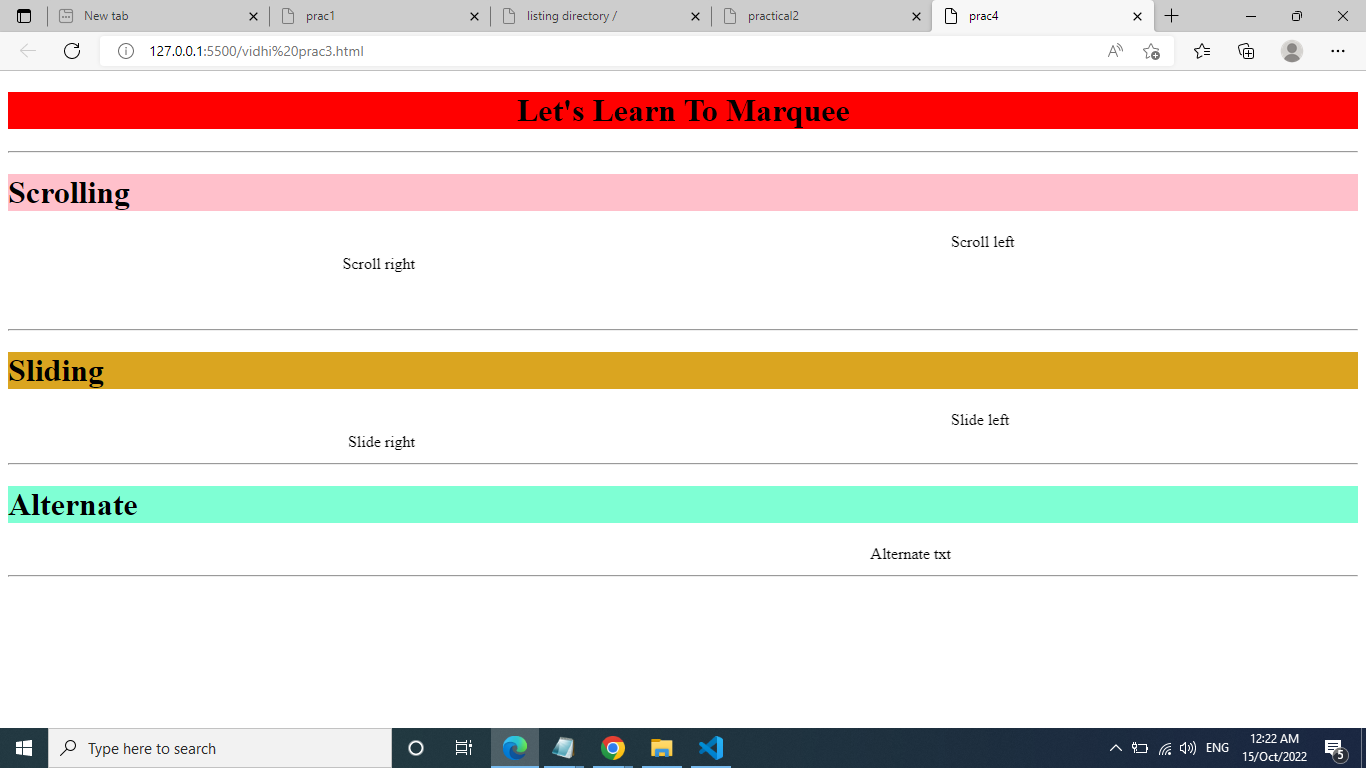 New tab
prac1
listing directory /
practical2
prac4
127.0.0.1:5500/vidhi%20prac3.html
Let's Learn To Marquee
Scrolling
Scroll left
Scroll right
Sliding
Slide left
Slide right
Alternate
Alternate txt
Type here to search
ENG
12:22 AM
15/Oct/2022
5